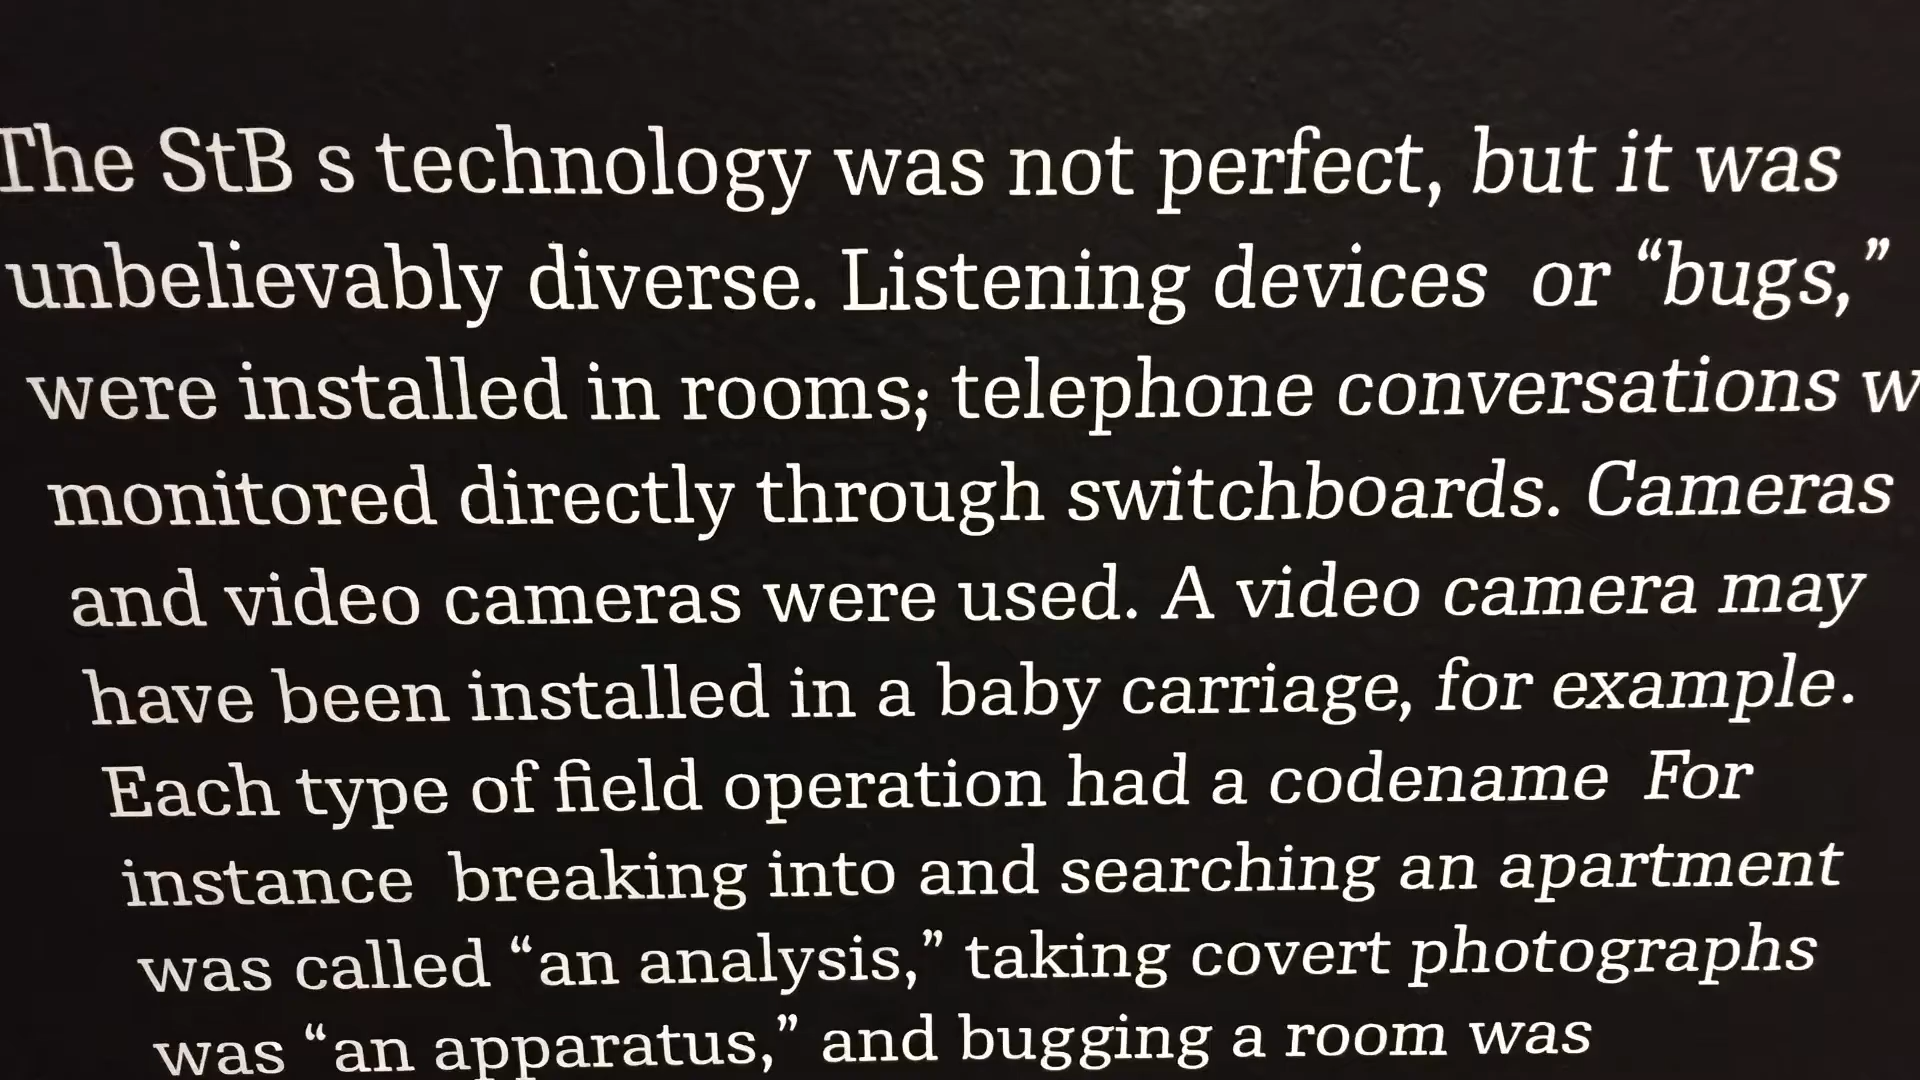 The StB s technology was not perfect, but it was
unbelievably diverse. Listening devices or “bugs,”
were installed in rooms; telephone conversations w
monitored directly through switchboards. Cameras
and video cameras were used. A video camera may
have been installed in a baby carriage, for example.
Each type of field operation had a codename For
instance breaking into and searching an apartment
was called “an analysis,” taking covert photographs
was “an apparatus,” and bugging a room was